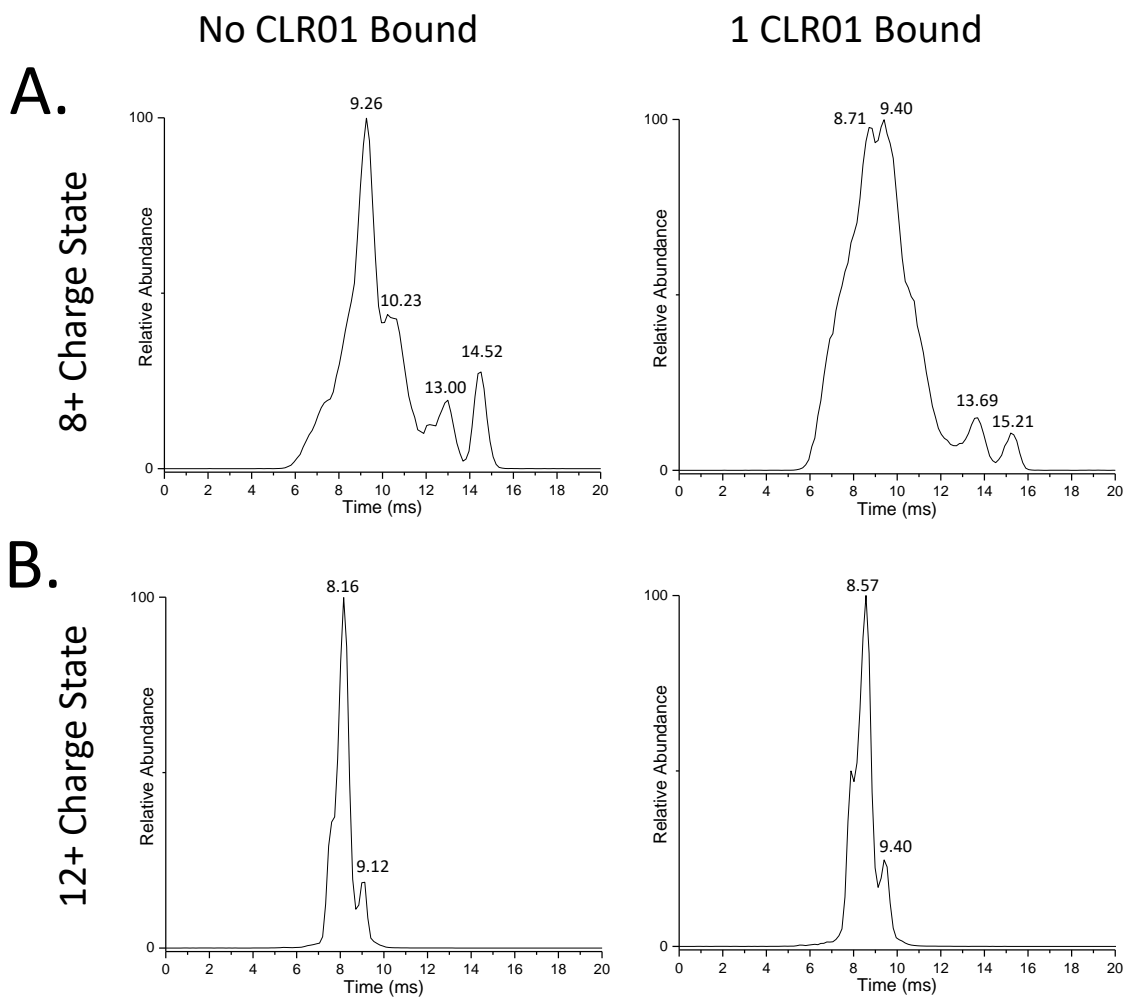 No CLR01 Bound
1 CLR01 Bound
A.
8+ Charge State
Relative Abundance
100
0
9.26
10.23
13.00
14.52
0 2 4 6 8 10 12 14 16 18 20
Time (ms)
Relative Abundance
100
0
8.71
9.40
13.69
15.21
0 2 4 6 8 10 12 14 16 18 20
Time (ms)
B.
12+ Charge State
Relative Abundance
100
0
8.16
9.12
0 2 4 6 8 10 12 14 16 18 20
Time (ms)
Relative Abundance
100
0
8.57
9.40
0 2 4 6 8 10 12 14 16 18 20
Time (ms)